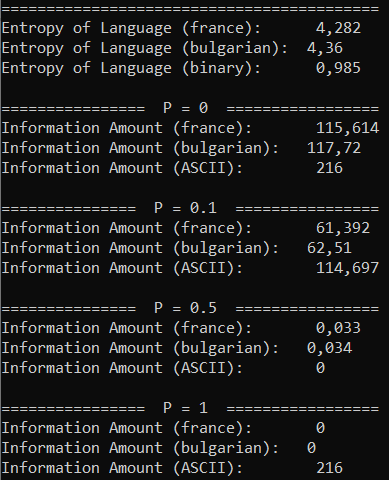 ==========================================
Entropy of Language (france):      4,282
Entropy of Language (bulgarian):  4,36
Entropy of Language (binary):      0,985
================  P = 0  =================
Information Amount (france):       115,614
Information Amount (bulgarian):   117,72
Information Amount (ASCII):        216
===============  P = 0.1  ================
Information Amount (france):       61,392
Information Amount (bulgarian):   62,51
Information Amount (ASCII):        114,697
===============  P = 0.5  ================
Information Amount (france):       0,033
Information Amount (bulgarian):   0,034
Information Amount (ASCII):        0
================  P = 1  =================
Information Amount (france):       0
Information Amount (bulgarian):   0
Information Amount (ASCII):        216